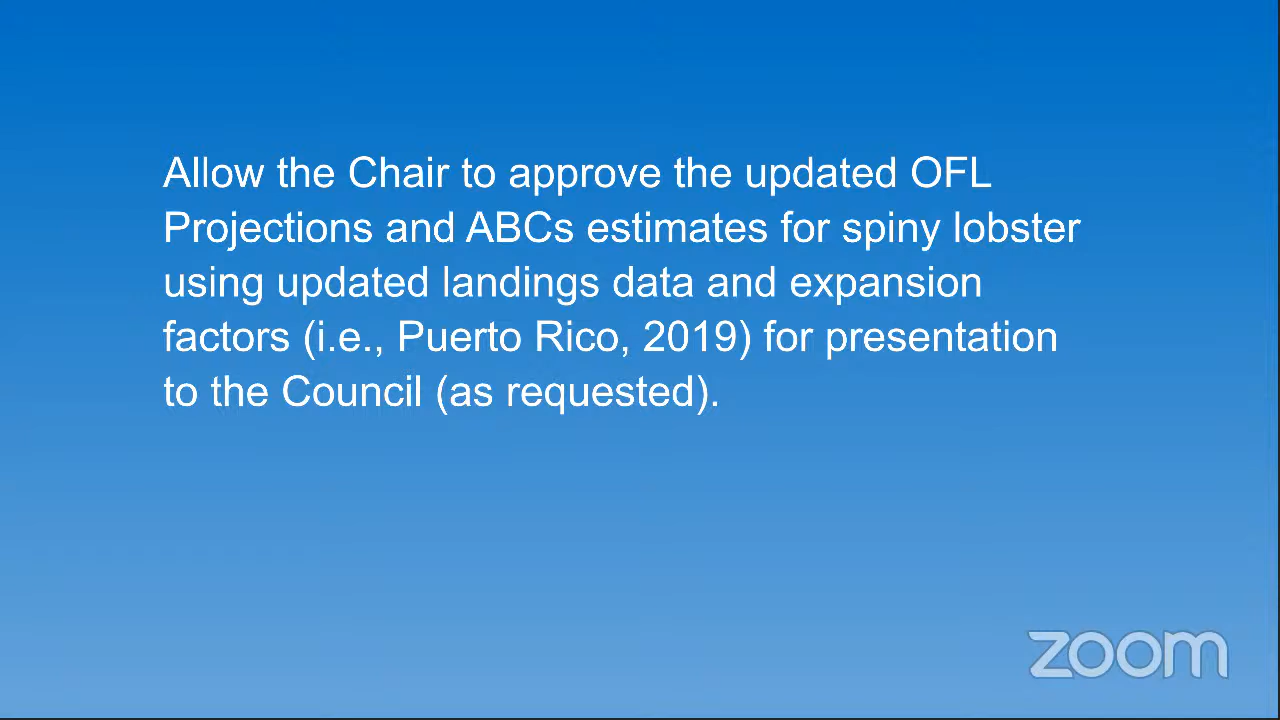 Allow the Chair to approve the updated OFL
Projections and ABCs estimates for spiny lobster
using updated landings data and expansion
factors (i.e., Puerto Rico, 2019) for presentation
to the Council (as requested).
zoom